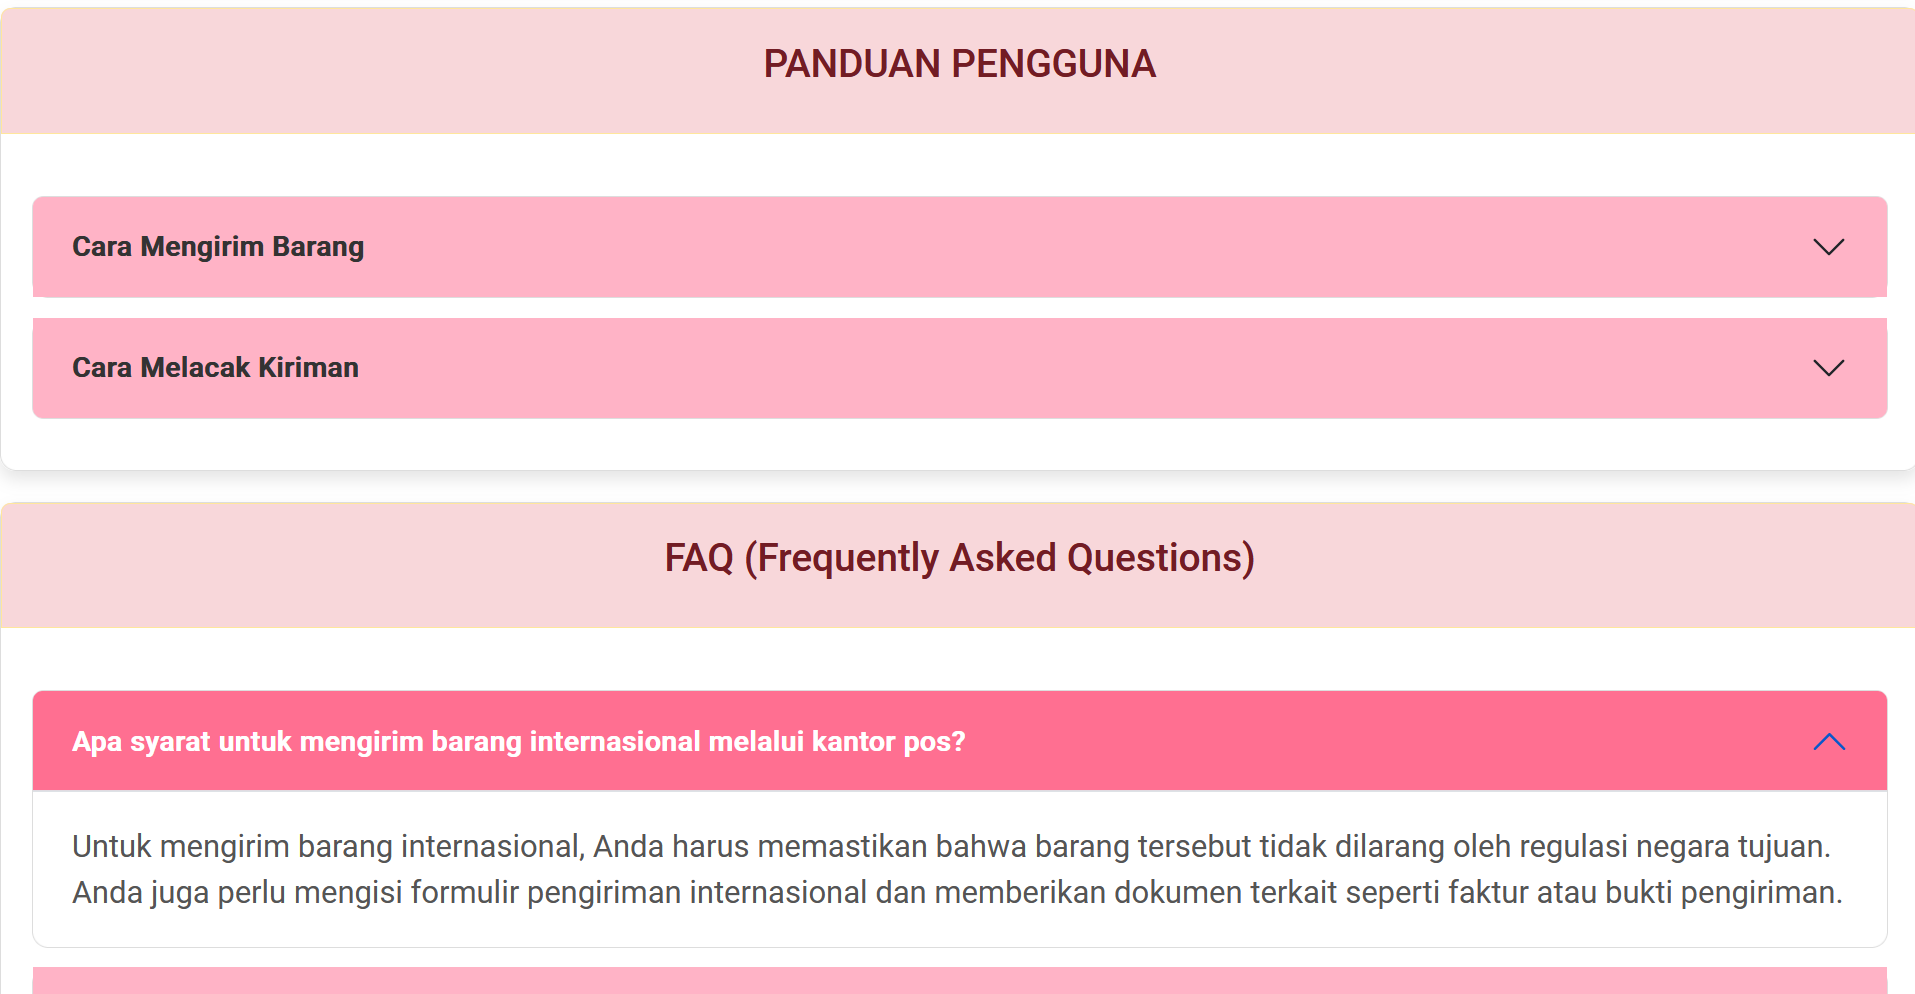 PANDUAN PENGGUNA
Cara Mengirim Barang
Cara Melacak Kiriman
FAQ (Frequently Asked Questions)
Apa syarat untuk mengirim barang internasional melalui kantor pos?
Untuk mengirim barang internasional, Anda harus memastikan bahwa barang tersebut tidak dilarang oleh regulasi negara tujuan.
Anda juga perlu mengisi formulir pengiriman internasional dan memberikan dokumen terkait seperti faktur atau bukti pengiriman.